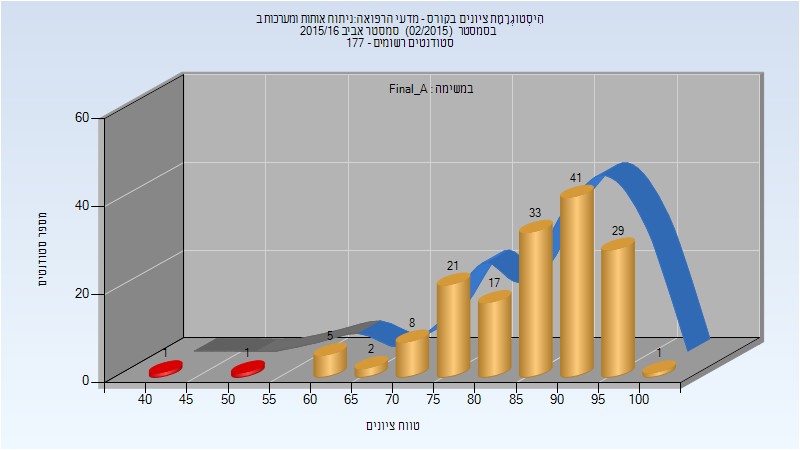 היסטוגרמת ציונים בקורס - מדעי הרפואה:ניתוח אותות ומערכות ב
בסמסטר (02/2015) סמסטר אביב 2015/16
סטודנטים רשומים - 177
במשימה : Final_A
60
40
20
0
מספר סטודנטים
1
1
5
2
8
21
17
33
41
29
1
40 45 50 55 60 65 70 75 80 85 90 95 100
טווח ציונים